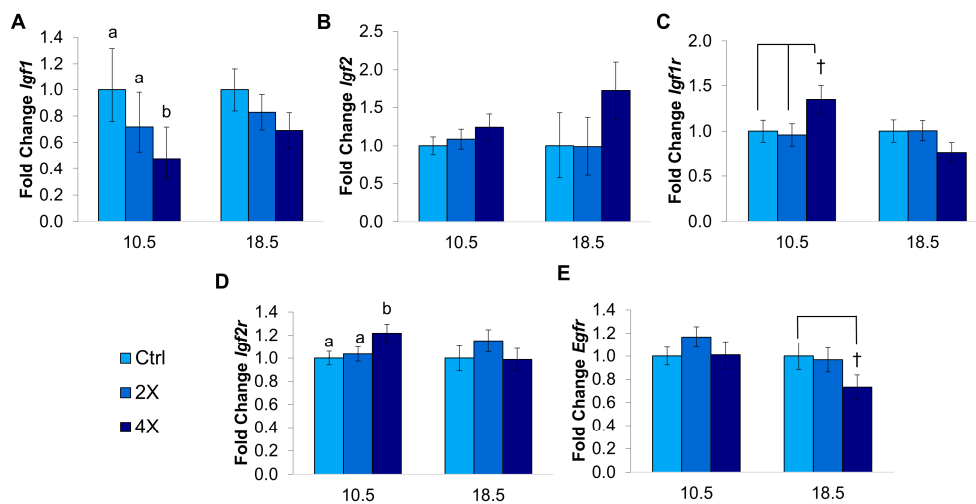 A
Fold Change Igf1
1.4
1.2
1.0
0.8
0.6
0.4
0.2
0.0
a
a
b
10.5
18.5
B
Fold Change Igf2
2.5
2.0
1.5
1.0
0.5
0.0
10.5
18.5
C
Fold Change Igf1r
2.0
1.5
1.0
0.5
0.0
†
10.5
18.5
Ctrl
2X
4X
D
Fold Change Igf2r
1.4
1.2
1.0
0.8
0.6
0.4
0.2
0.0
a
a
b
10.5
18.5
E
Fold Change Egfr
1.4
1.2
1.0
0.8
0.6
0.4
0.2
0.0
†
10.5
18.5